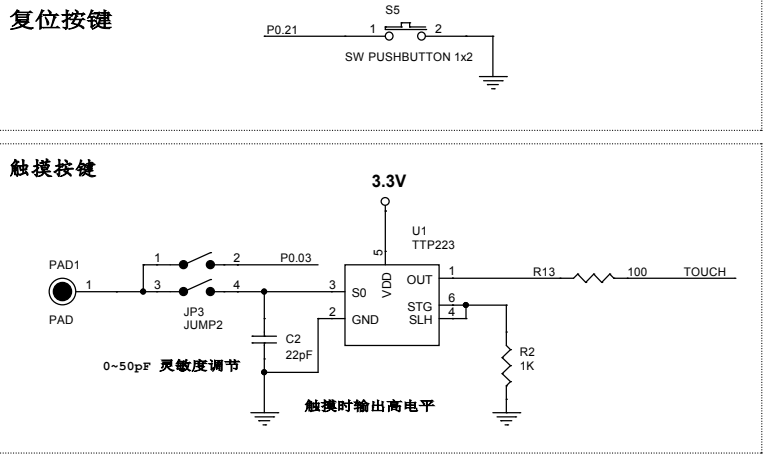 复位按键
S5
P0.21
1
2
SW PUSHBUTTON 1x2
触摸按键
3.3V
U1
TTP223
5
VDD
PAD1
1
PAD
1
2
P0.03
3
4
JP3
JUMP2
3
S0
2
GND
OUT
1
R13
100
TOUCH
STG
6
SLH
4
C2
22pF
R2
1K
0~50pF 灵敏度调节
触摸时输出高电平